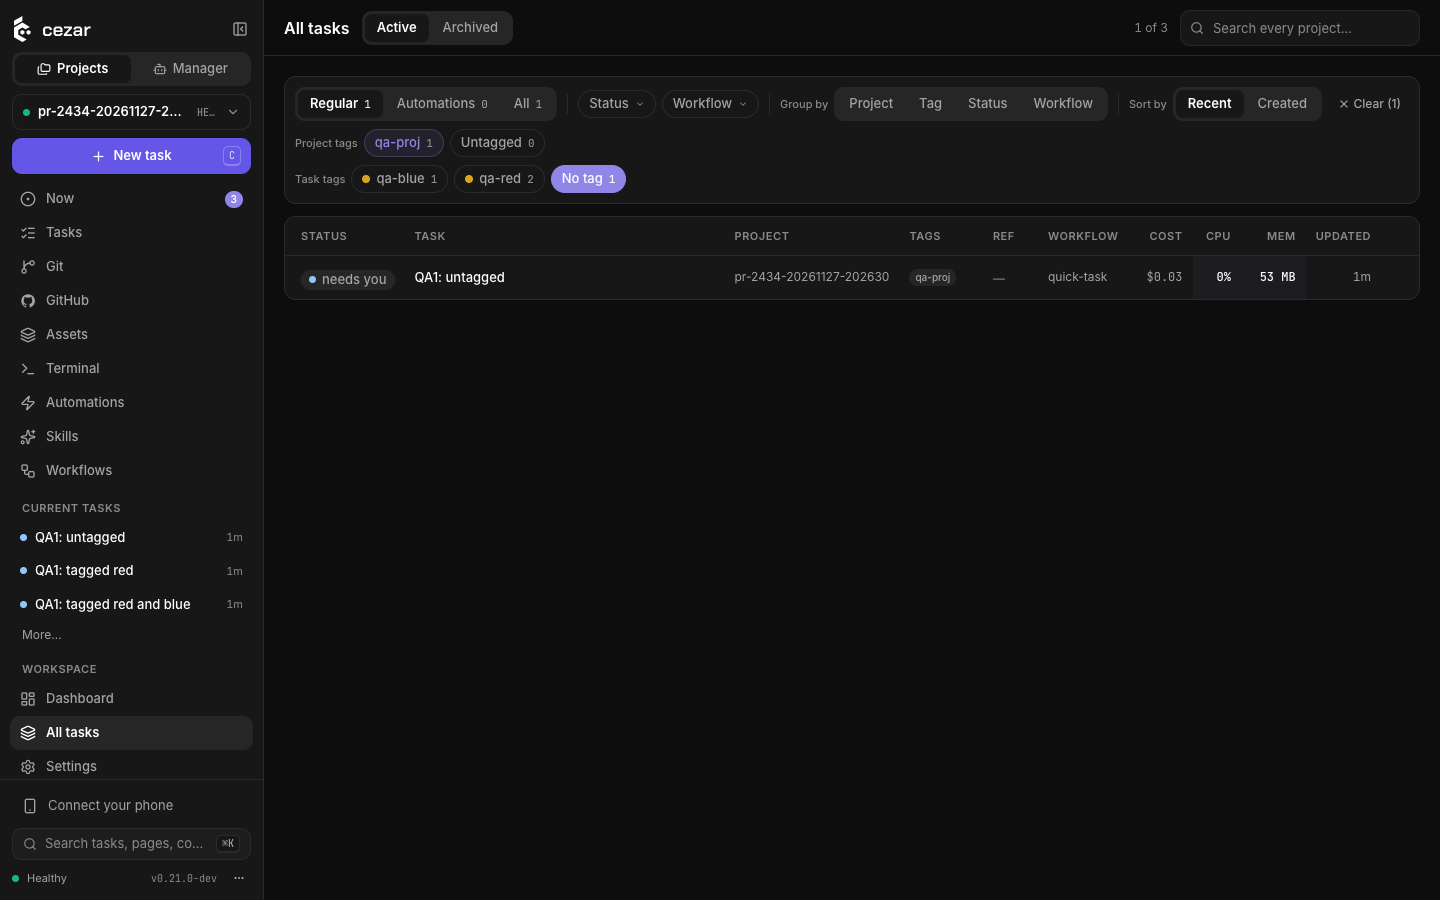 cezar
Projects Manager
pr-2434-20261127-2... HE...
New task C
Now 3
Tasks
Git
GitHub
Assets
Terminal
Automations
Skills
Workflows
CURRENT TASKS
QA1: untagged 1m
QA1: tagged red 1m
QA1: tagged red and blue 1m
More...
WORKSPACE
Dashboard
All tasks
Settings
Connect your phone
Search tasks, pages, co... ⌘K
Healthy v0.21.0-dev ...
All tasks Active Archived 1 of 3 Search every project...
Regular 1 Automations 0 All 1 Status Workflow Group by Project Tag Status Workflow Sort by Recent Created Clear (1)
Project tags qa-proj 1 Untagged 0
Task tags qa-blue 1 qa-red 2 No tag 1
STATUS TASK PROJECT TAGS REF WORKFLOW COST CPU MEM UPDATED
needs you QA1: untagged pr-2434-20261127-202630 qa-proj — quick-task $0.03 0% 53 MB 1m